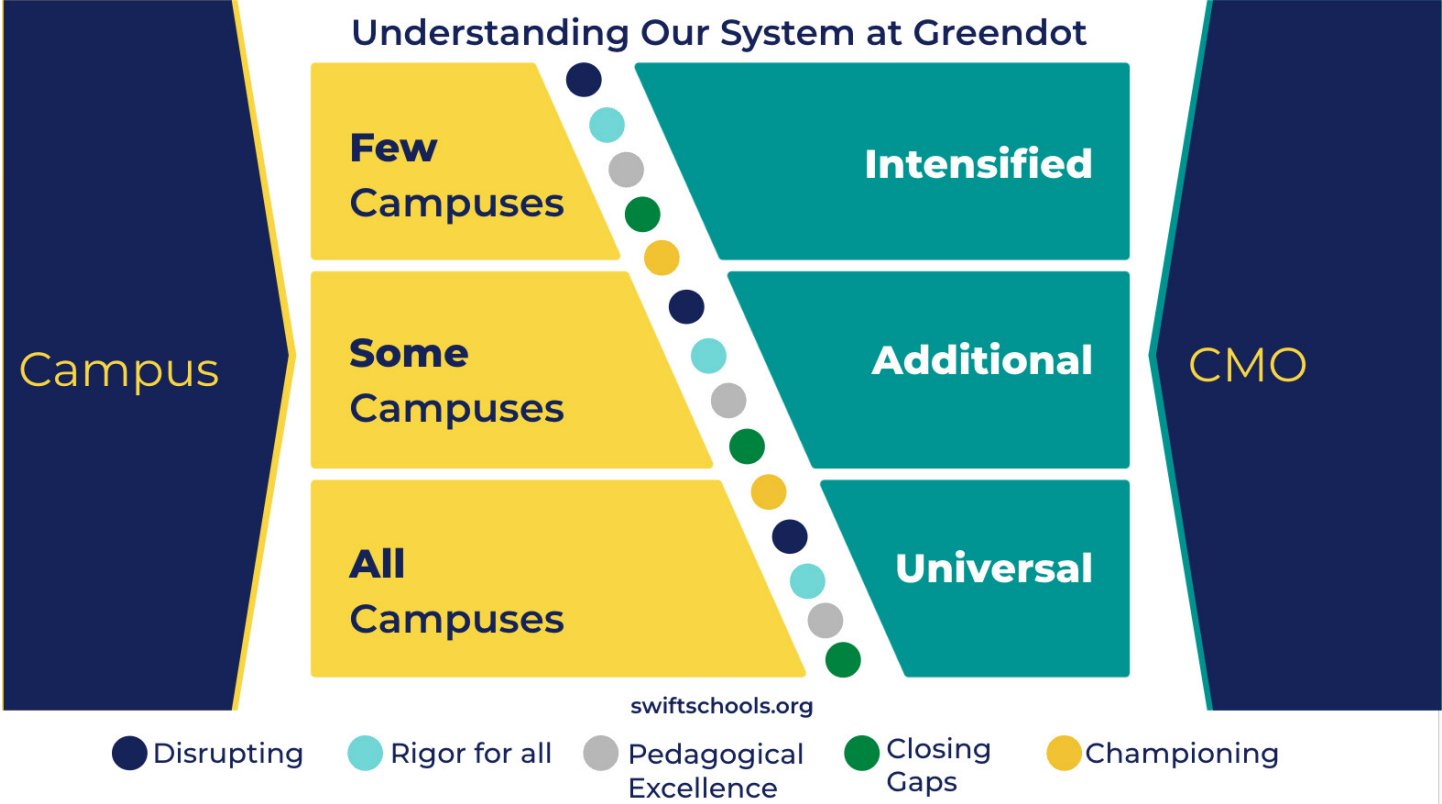 Understanding Our System at Greendot
Campus
Few
Campuses
Intensified
Some
Campuses
Additional
CMO
All
Campuses
Universal
swiftschools.org
Disrupting
Rigor for all
Pedagogical
Excellence
Closing
Gaps
Championing